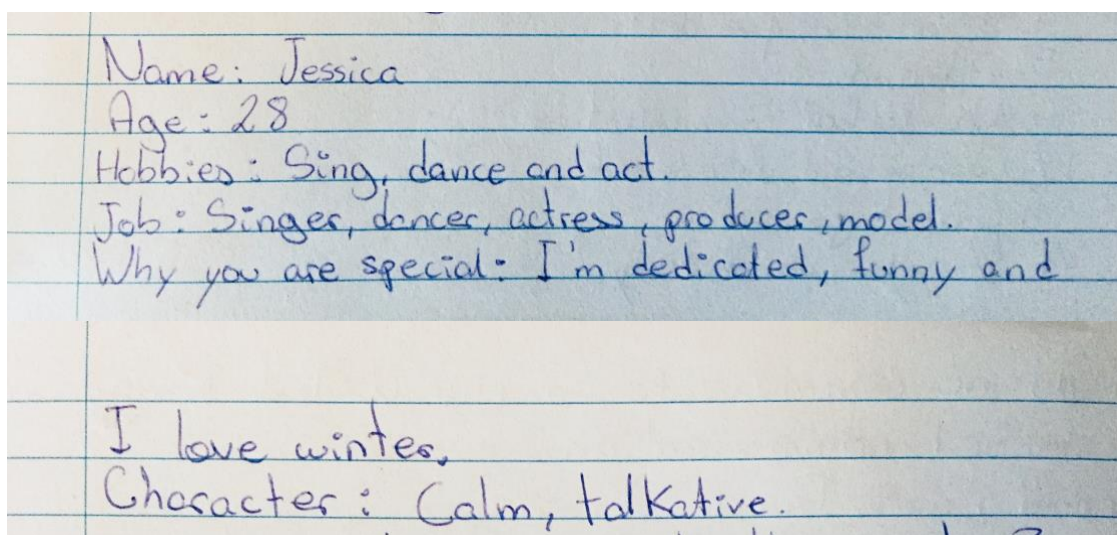 Name: Jessica
Age: 28
Hobbies: Sing, dance and act.
Job: Singer, dancer, actress, producer, model.
Why you are special: I'm dedicated, funny and
I love winter.
Character: Calm, talkative.